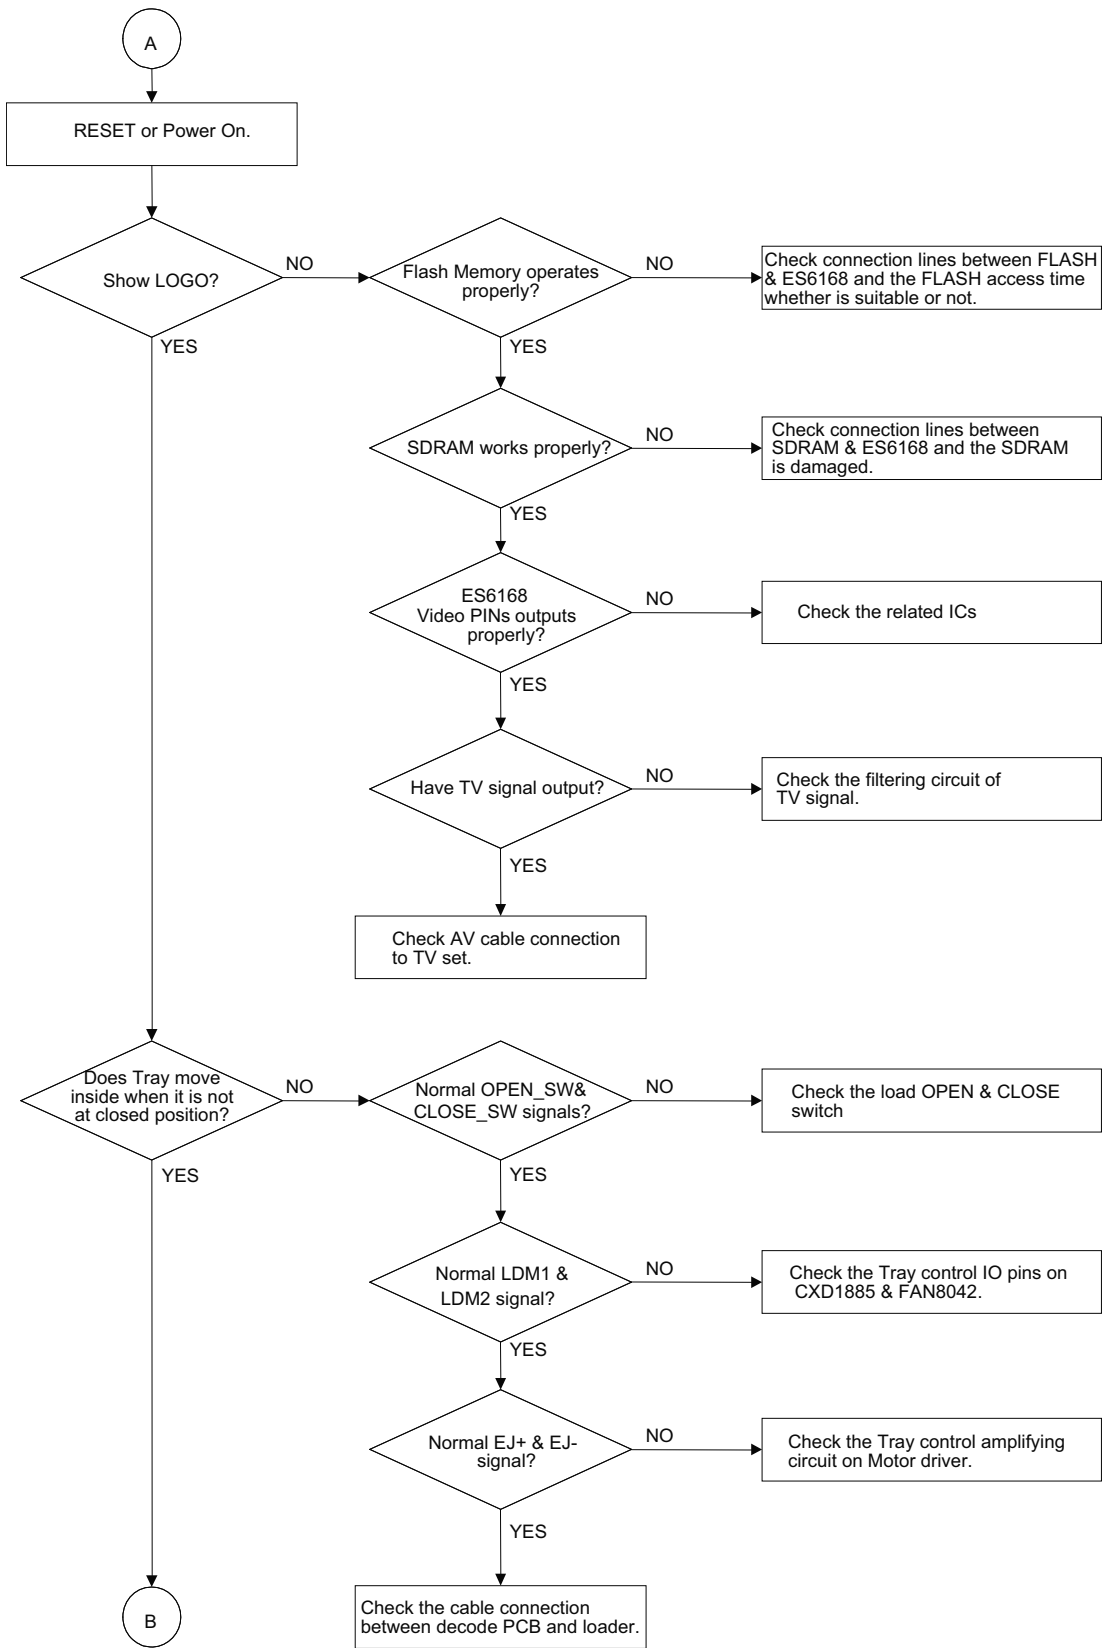 A
RESET or Power On.
Show LOGO?
NO
Flash Memory operates
properly?
NO
Check connection lines between FLASH
& ES6168 and the FLASH access time
whether is suitable or not.
YES
YES
SDRAM works properly?
NO
Check connection lines between
SDRAM & ES6168 and the SDRAM
is damaged.
YES
ES6168
Video PINs outputs
properly?
NO
Check the related ICs
YES
Have TV signal output?
NO
Check the filtering circuit of
TV signal.
YES
Check AV cable connection
to TV set.
Does Tray move
inside when it is not
at closed position?
NO
Normal OPEN_SW&
CLOSE_SW signals?
NO
Check the load OPEN & CLOSE
switch
YES
YES
Normal LDM1 &
LDM2 signal?
NO
Check the Tray control IO pins on
CXD1885 & FAN8042.
YES
Normal EJ+ & EJ-
signal?
NO
Check the Tray control amplifying
circuit on Motor driver.
YES
Check the cable connection
between decode PCB and loader.
B